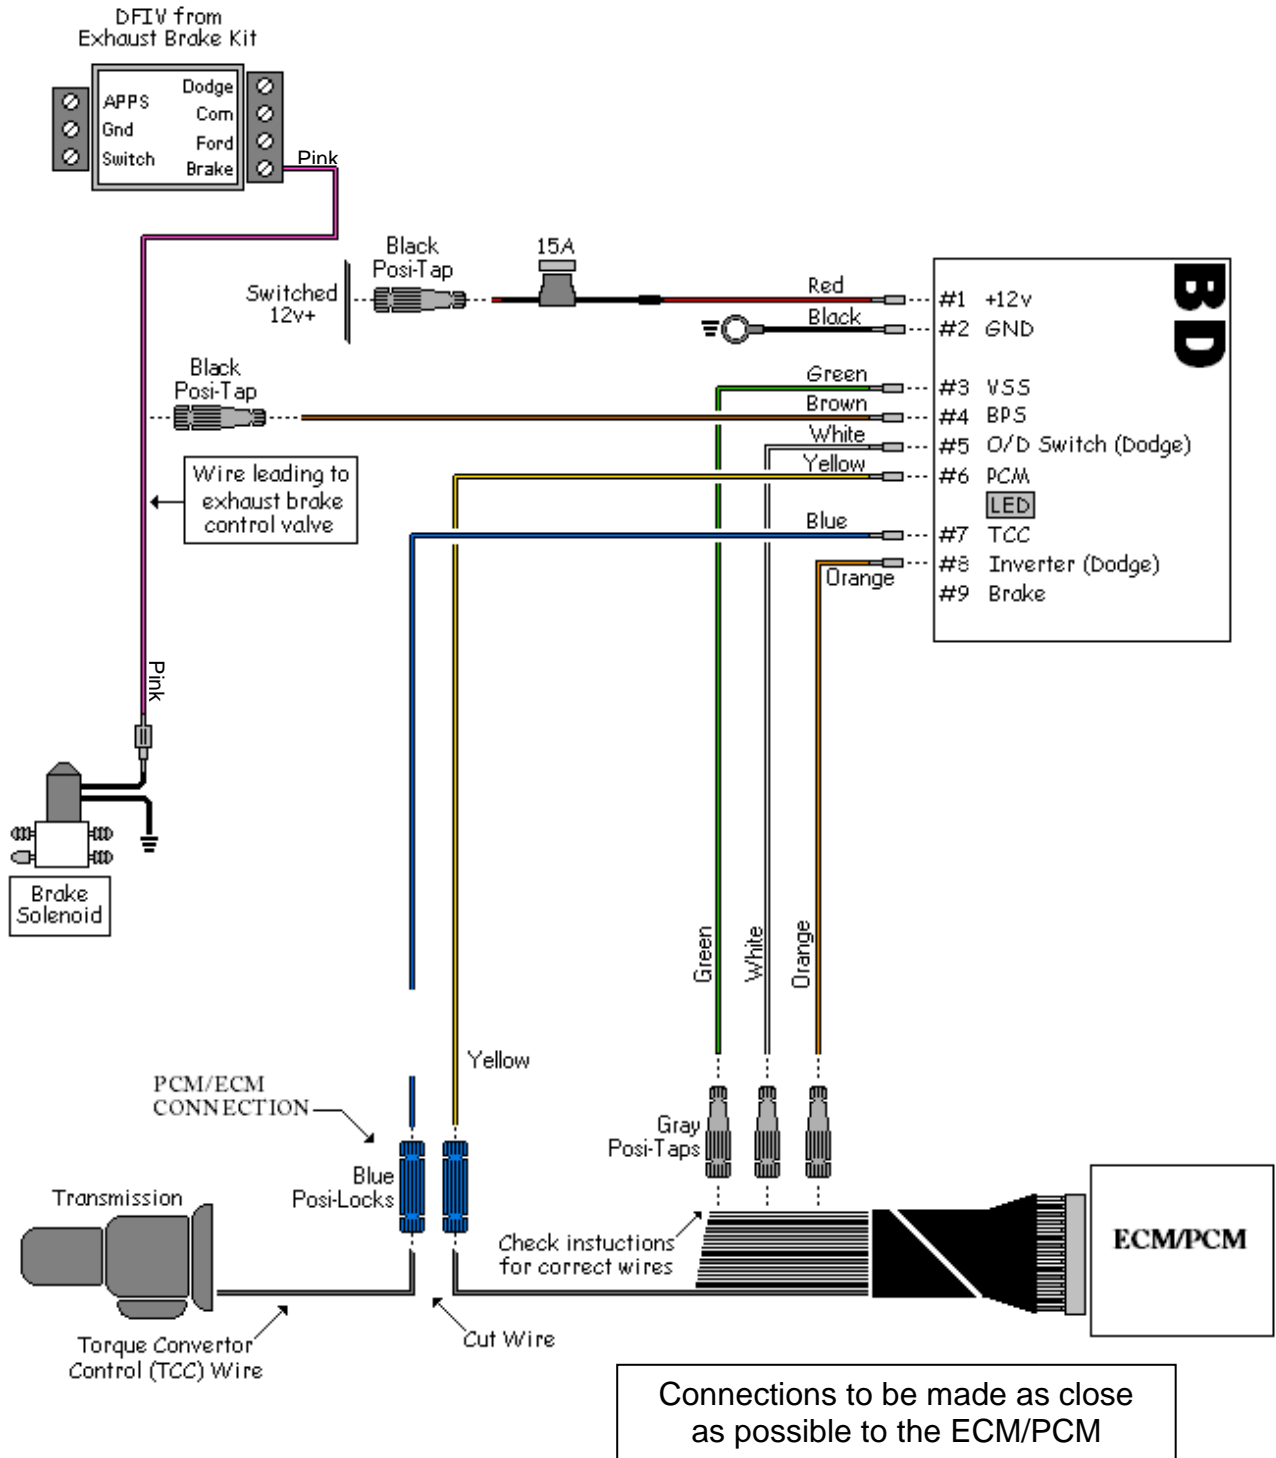 DFIV from
Exhaust Brake Kit
APPS
Gnd
Switch
Dodge
Com
Ford
Brake
Pink
Black
Posi-Tap
15A
Switched
12v+
Red
Black
BD
#1 +12v
#2 GND
Black
Posi-Tap
Green
Brown
White
Yellow
#3 VSS
#4 BPS
#5 O/D Switch (Dodge)
#6 PCM
LED
Wire leading to
exhaust brake
control valve
Blue
Orange
#7 TCC
#8 Inverter (Dodge)
#9 Brake
Pink
Brake
Solenoid
Green
White
Orange
Yellow
PCM/ECM
CONNECTION
Blue
Posi-Locks
Gray
Posi-Taps
Transmission
Check instuctions
for correct wires
ECM/PCM
Torque Convertor
Control (TCC) Wire
Cut Wire
Connections to be made as close
as possible to the ECM/PCM